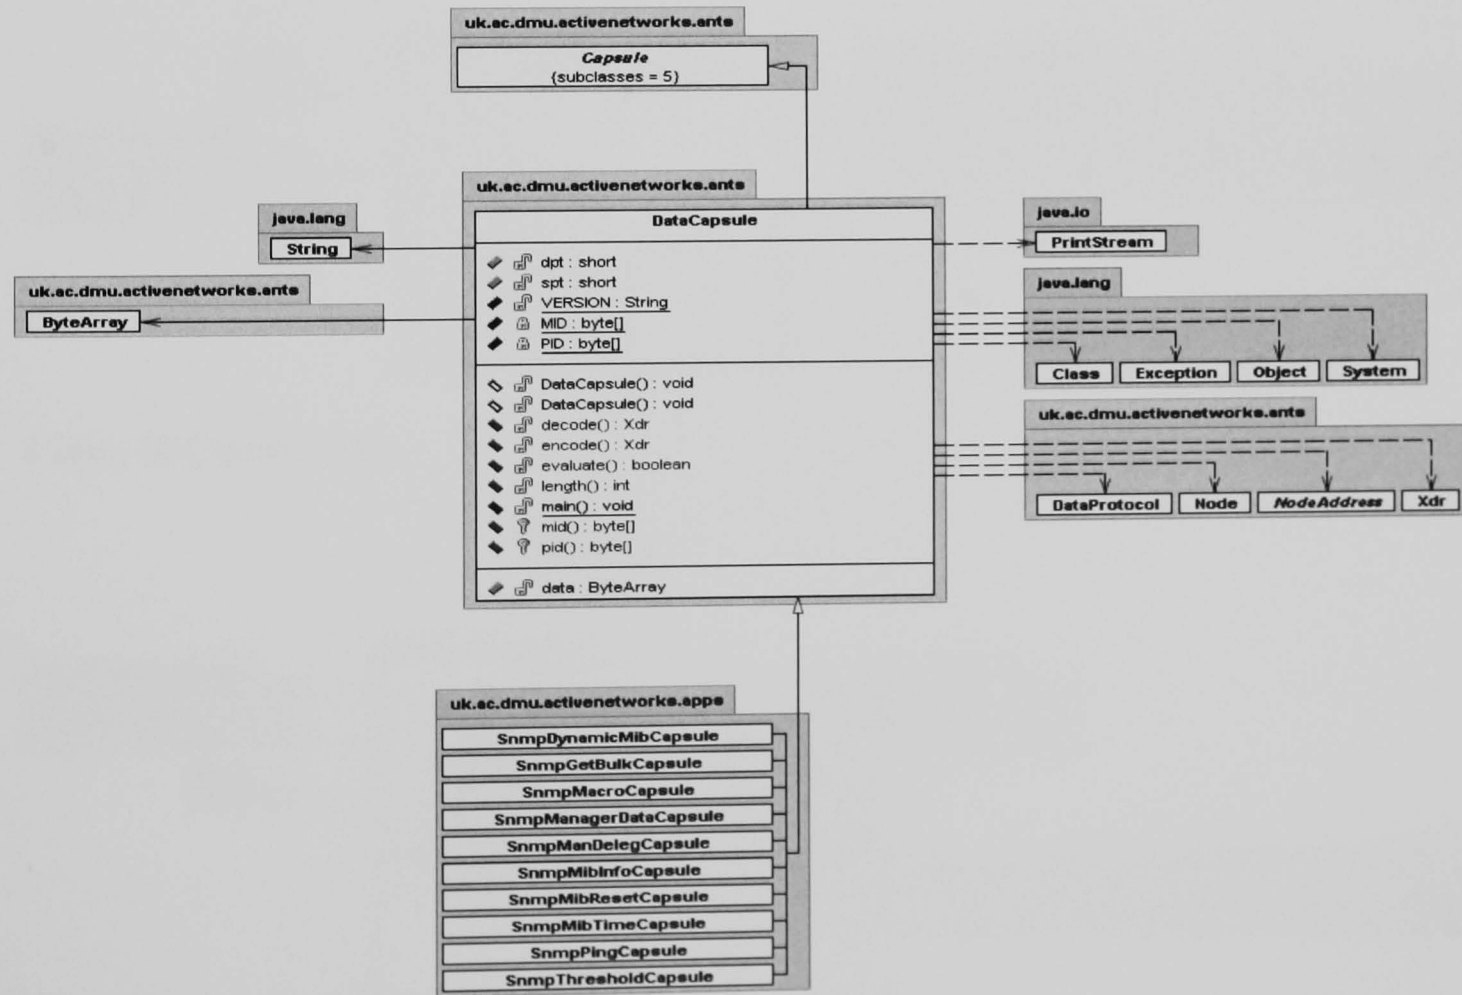 uk.ac.dmu.activenetworks.ants
Capsule
{subclasses = 5}
uk.ac.dmu.activenetworks.ants
DataCapsule
dpt : short
spt : short
VERSION : String
MID : byte[]
PID : byte[]
DataCapsule() : void
DataCapsule() : void
decode() : Xdr
encode() : Xdr
evaluate() : boolean
length() : int
main() : void
mid() : byte[]
pid() : byte[]
data : ByteArray
java.lang
String
uk.ac.dmu.activenetworks.ants
ByteArray
java.io
PrintStream
java.lang
Class Exception Object System
uk.ac.dmu.activenetworks.ants
DataProtocol Node NodeAddress Xdr
uk.ac.dmu.activenetworks.apps
SnmpDynamicMibCapsule
SnmpGetBulkCapsule
SnmpMacroCapsule
SnmpManagerDataCapsule
SnmpManDelegCapsule
SnmpMibInfoCapsule
SnmpMibResetCapsule
SnmpMibTimeCapsule
SnmpPingCapsule
SnmpThresholdCapsule